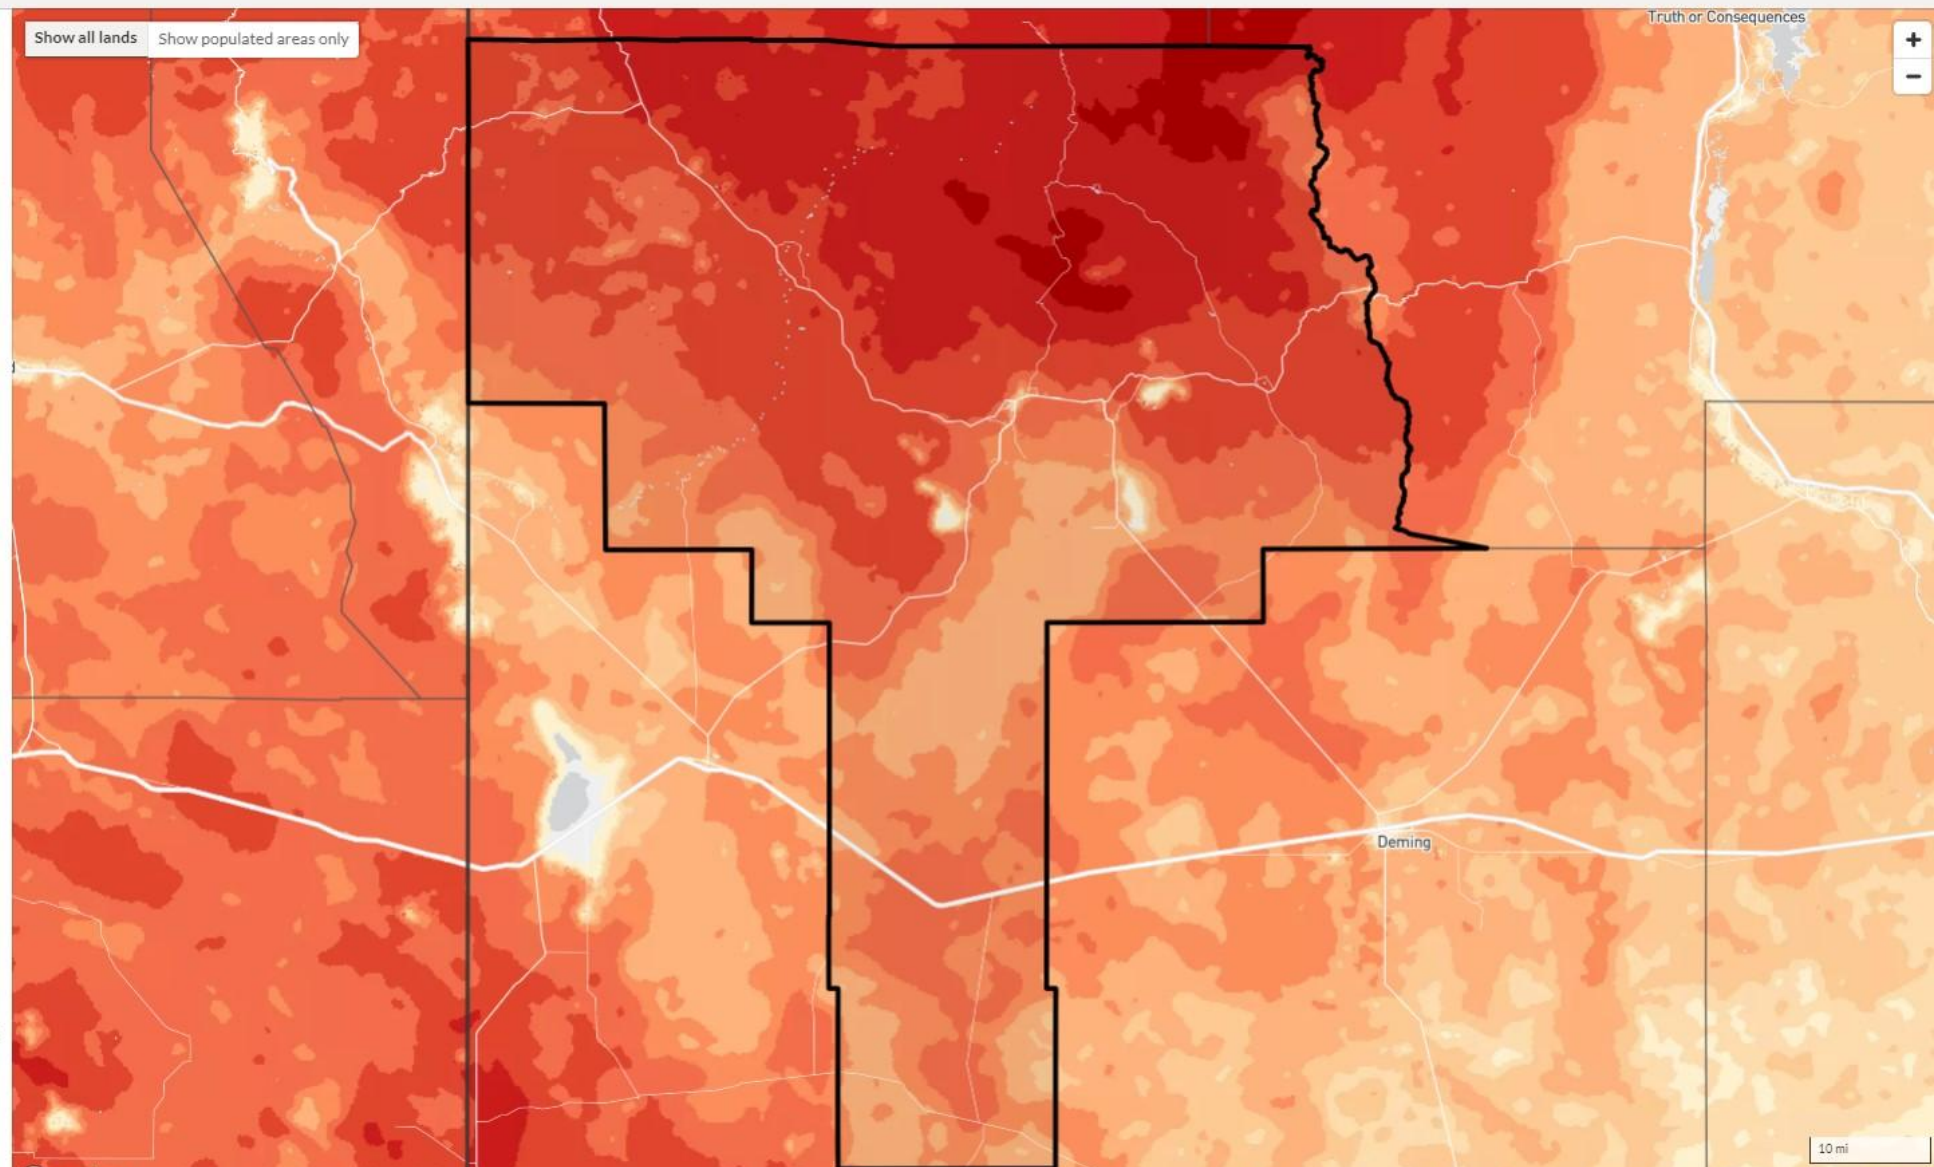 Truth or Consequences
Show all lands
Show populated areas only
+
−
Deming
10 mi